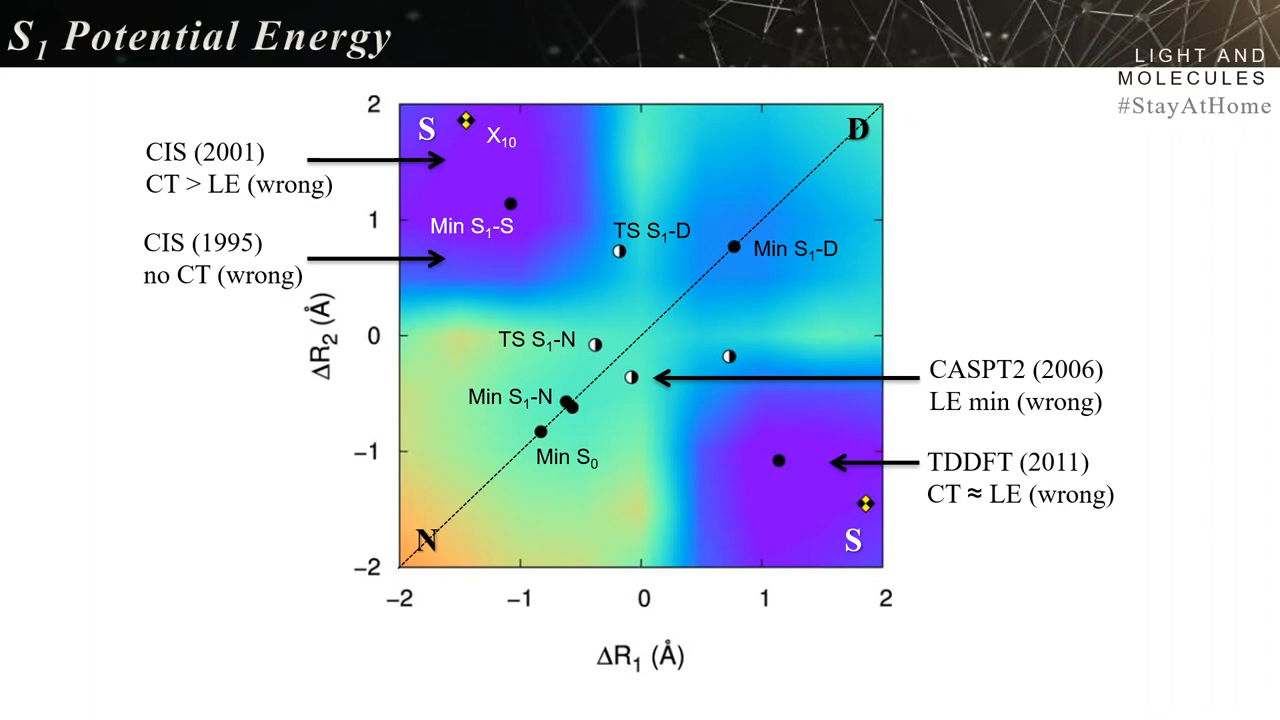 S₁ Potential Energy
LIGHT AND
MOLECULES
#StayAtHome
CIS (2001)
CT > LE (wrong)
CIS (1995)
no CT (wrong)
2
1
0
−1
−2
ΔR₂ (Å)
S
X₁₀
D
Min S₁-S
TS S₁-D
Min S₁-D
TS S₁-N
Min S₁-N
Min S₀
N
S
CASPT2 (2006)
LE min (wrong)
TDDFT (2011)
CT ≈ LE (wrong)
−2
−1
0
1
2
ΔR₁ (Å)